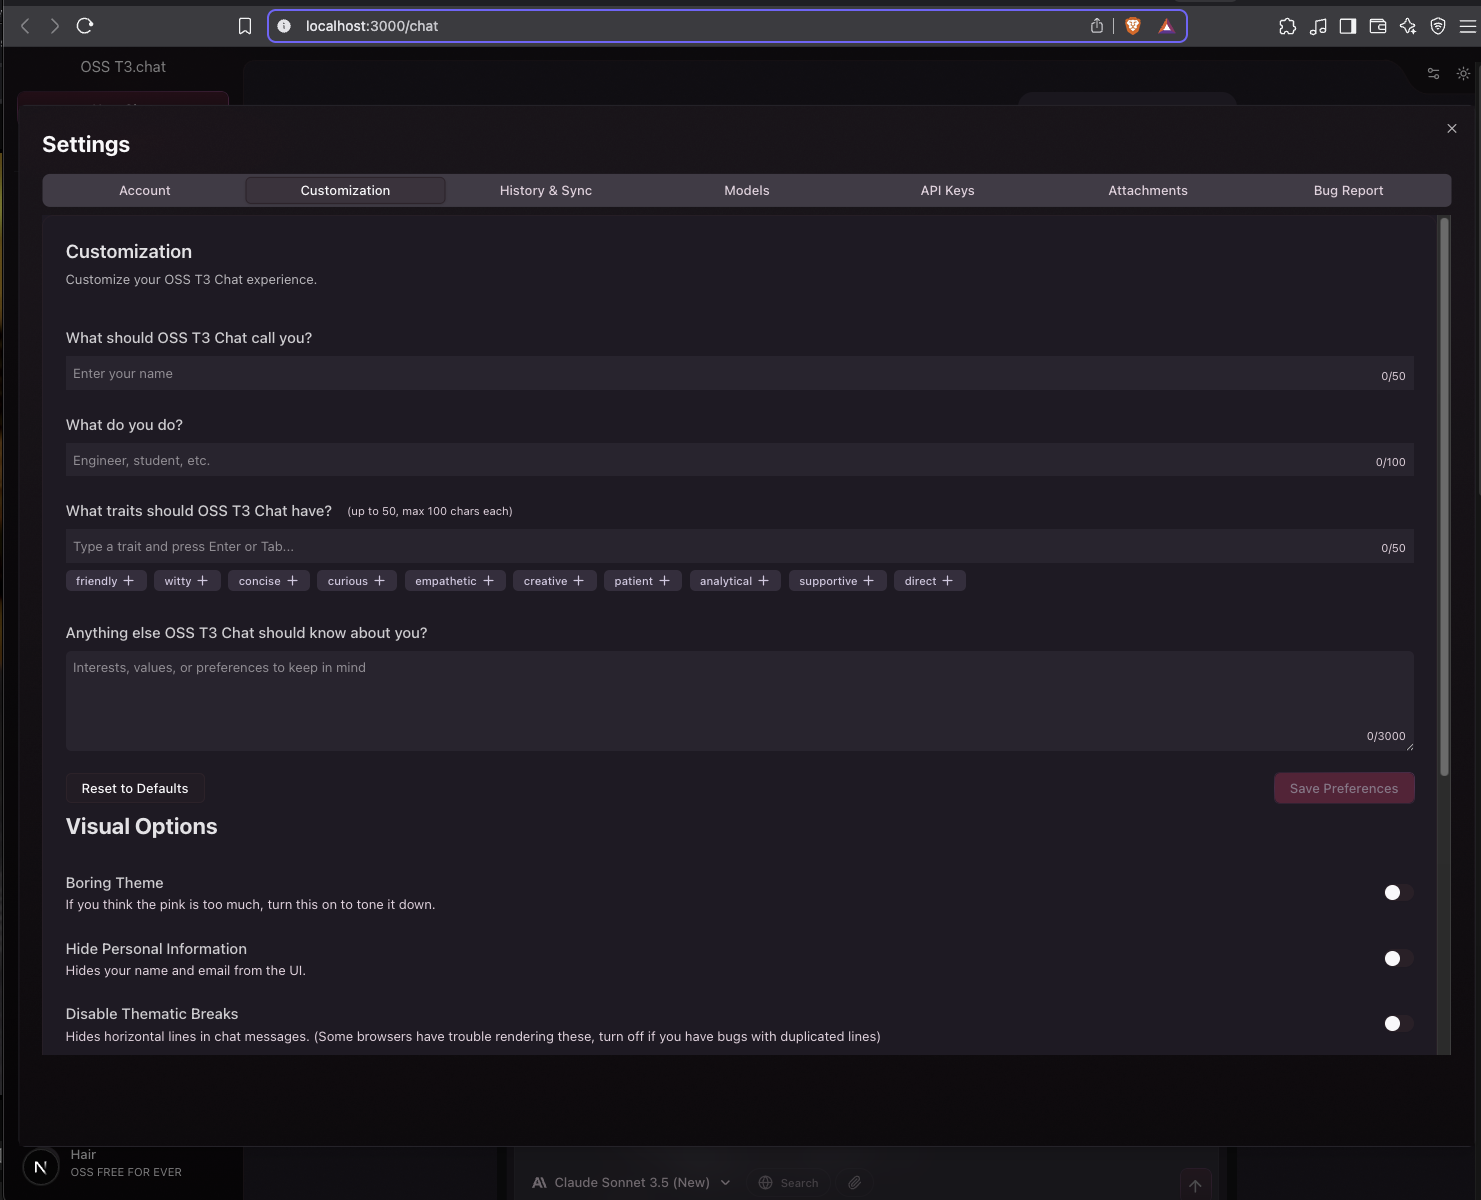 localhost:3000/chat
OSS T3.chat
Settings
Account Customization History & Sync Models API Keys Attachments Bug Report
Customization
Customize your OSS T3 Chat experience.
What should OSS T3 Chat call you?
Enter your name 0/50
What do you do?
Engineer, student, etc. 0/100
What traits should OSS T3 Chat have? (up to 50, max 100 chars each)
Type a trait and press Enter or Tab... 0/50
friendly + witty + concise + curious + empathetic + creative + patient + analytical + supportive + direct +
Anything else OSS T3 Chat should know about you?
Interests, values, or preferences to keep in mind
0/3000
Reset to Defaults Save Preferences
Visual Options
Boring Theme
If you think the pink is too much, turn this on to tone it down.
Hide Personal Information
Hides your name and email from the UI.
Disable Thematic Breaks
Hides horizontal lines in chat messages. (Some browsers have trouble rendering these, turn off if you have bugs with duplicated lines)
N
Hair
OSS FREE FOR EVER
Claude Sonnet 3.5 (New) Search